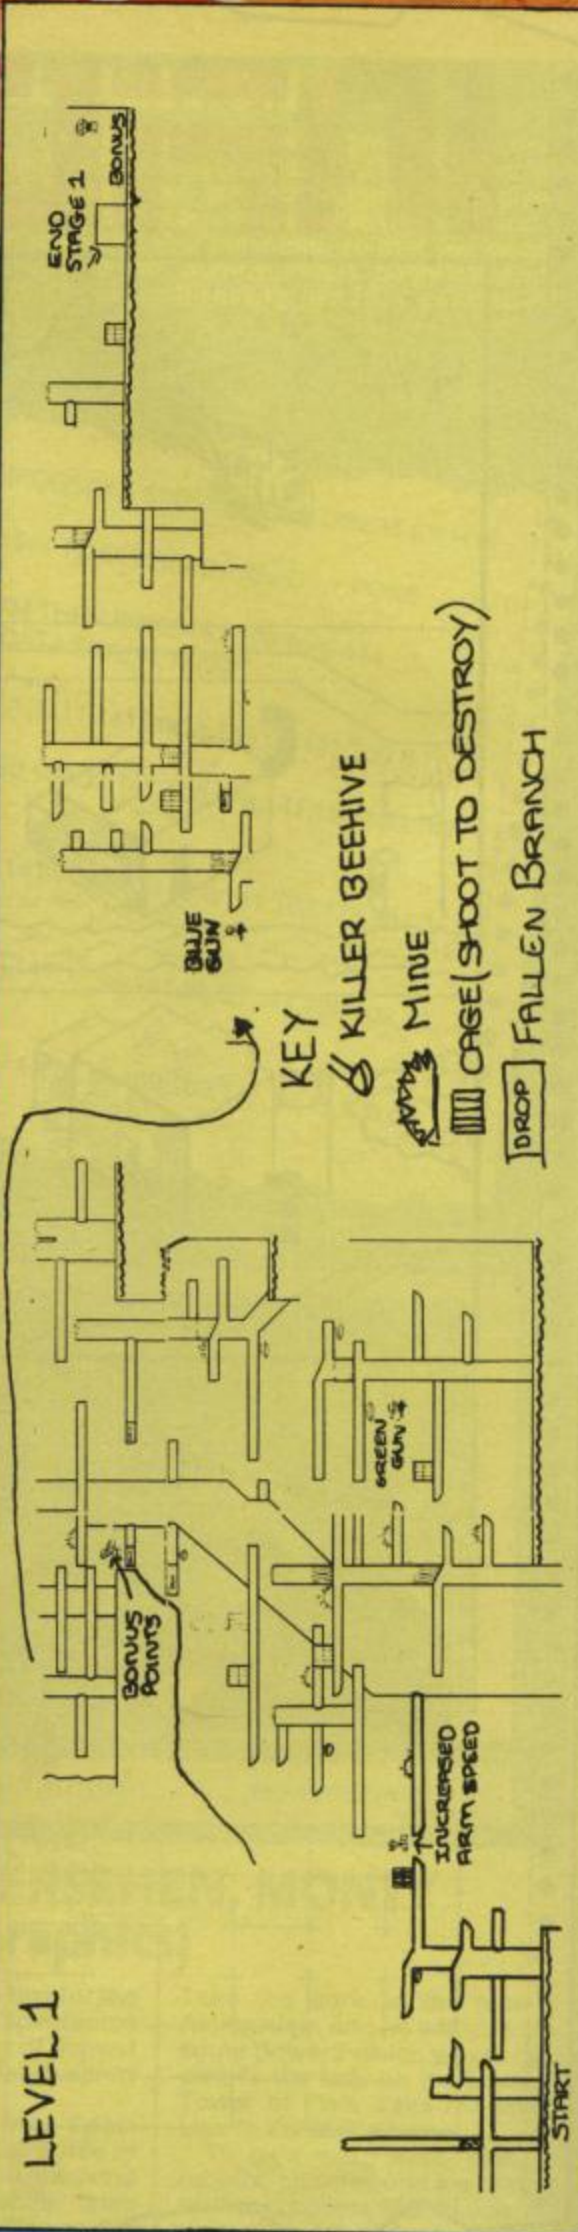 LEVEL 1
START
INCREASED
ARM SPEED
BONUS
POINTS
GREEN
GUN
KEY
KILLER BEEHIVE
MINE
CAGE (SHOOT TO DESTROY)
DROP FALLEN BRANCH
BLUE
GUN
END
STAGE 1
BONUS